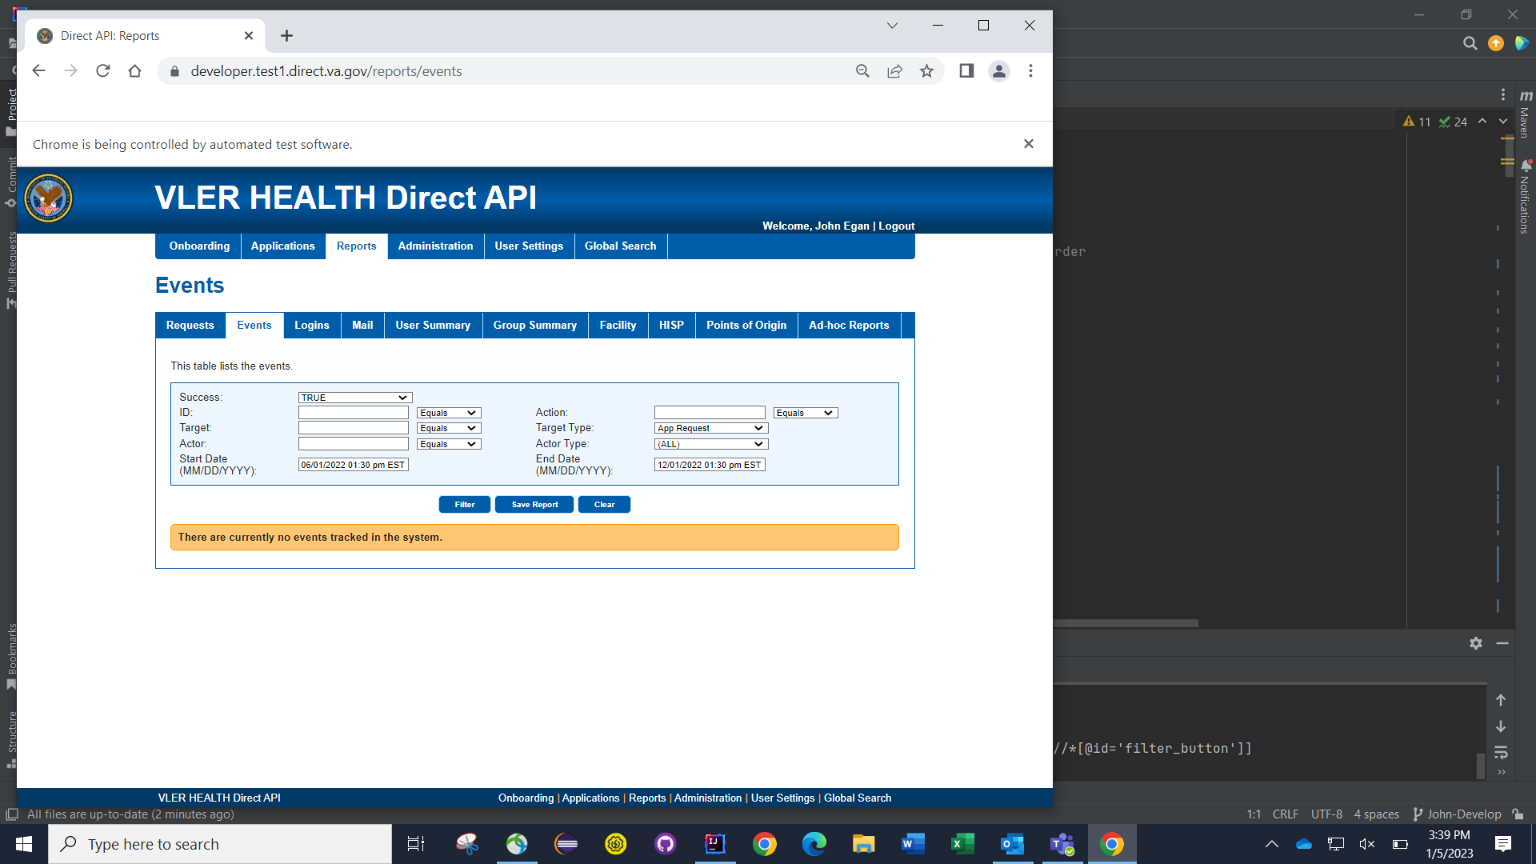 Direct API: Reports
developer.test1.direct.va.gov/reports/events
Chrome is being controlled by automated test software.
VLER HEALTH Direct API
Welcome, John Egan | Logout
Onboarding Applications Reports Administration User Settings Global Search
Events
Requests Events Logins Mail User Summary Group Summary Facility HISP Points of Origin Ad-hoc Reports
This table lists the events.
Success: TRUE
ID: Equals Action: Equals
Target: Equals Target Type: App Request
Actor: Equals Actor Type: (ALL)
Start Date (MM/DD/YYYY): 06/01/2022 01:30 pm EST End Date (MM/DD/YYYY): 12/01/2022 01:30 pm EST
Filter Save Report Clear
There are currently no events tracked in the system.
VLER HEALTH Direct API Onboarding | Applications | Reports | Administration | User Settings | Global Search
Project
Commit
Pull Requests
Bookmarks
Structure
11 24
m
Maven
Notifications
rder
//*[@id='filter_button']]
All files are up-to-date (2 minutes ago) 1:1 CRLF UTF-8 4 spaces John-Develop
Type here to search
3:39 PM
1/5/2023